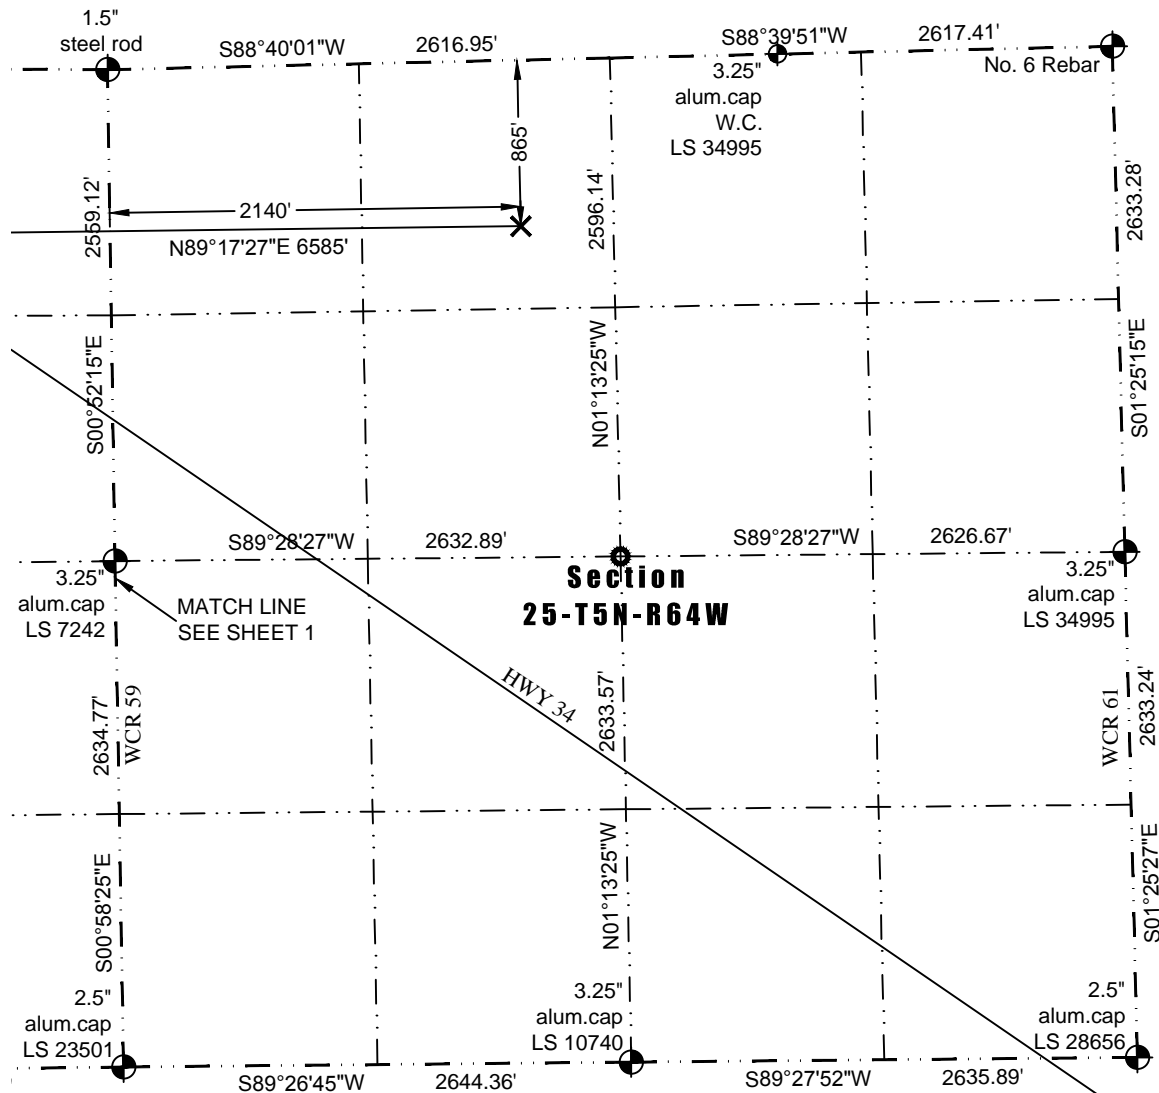 1.5"
steel rod
S88°40'01"W
2616.95'
S88°39'51"W
2617.41'
No. 6 Rebar
3.25"
alum.cap
W.C.
LS 34995
865'
2140'
N89°17'27"E 6585'
2559.12'
2596.14'
2633.28'
S00°52'15"E
N01°13'25"W
S01°25'15"E
S89°28'27"W
2632.89'
S89°28'27"W
2626.67'
Section
25-T5N-R64W
3.25"
alum.cap
LS 7242
MATCH LINE
SEE SHEET 1
3.25"
alum.cap
LS 34995
HWY 34
2634.77'
WCR 59
2633.57'
WCR 61
2633.24'
S00°58'25"E
N01°13'25"W
S01°25'27"E
2.5"
alum.cap
LS 23501
3.25"
alum.cap
LS 10740
2.5"
alum.cap
LS 28656
S89°26'45"W
2644.36'
S89°27'52"W
2635.89'